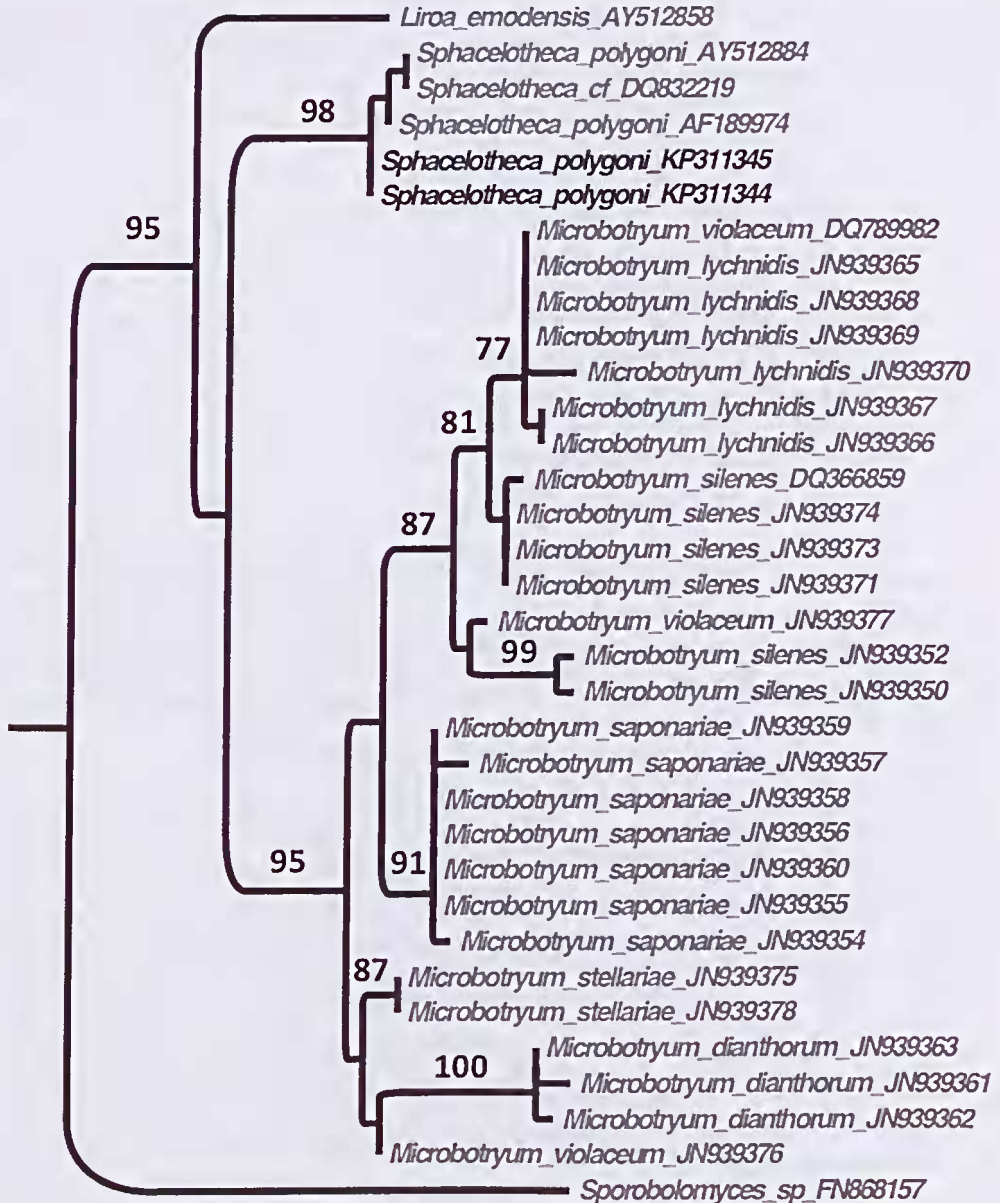 Liroa_emodensis_AY512858
Sphacelotheca_polygoni_AY512884
Sphacelotheca_cf_DQ832219
98
Sphacelotheca_polygoni_AF189974
Sphacelotheca_polygoni_KP311345
Sphacelotheca_polygoni_KP311344
95
Microbotryum_violaceum_DQ789982
Microbotryum_lychnidis_JN939365
Microbotryum_lychnidis_JN939368
Microbotryum_lychnidis_JN939369
77
Microbotryum_lychnidis_JN939370
Microbotryum_lychnidis_JN939367
81
Microbotryum_lychnidis_JN939366
Microbotryum_silenes_DQ366859
Microbotryum_silenes_JN939374
87
Microbotryum_silenes_JN939373
Microbotryum_silenes_JN939371
Microbotryum_violaceum_JN939377
99
Microbotryum_silenes_JN939352
Microbotryum_silenes_JN939350
Microbotryum_saponariae_JN939359
Microbotryum_saponariae_JN939357
Microbotryum_saponariae_JN939358
Microbotryum_saponariae_JN939356
95
91
Microbotryum_saponariae_JN939360
Microbotryum_saponariae_JN939355
Microbotryum_saponariae_JN939354
87
Microbotryum_stellariae_JN939375
Microbotryum_stellariae_JN939378
Microbotryum_dianthorum_JN939363
100
Microbotryum_dianthorum_JN939361
Microbotryum_dianthorum_JN939362
Microbotryum_violaceum_JN939376
Sporobolomyces_sp_FN868157